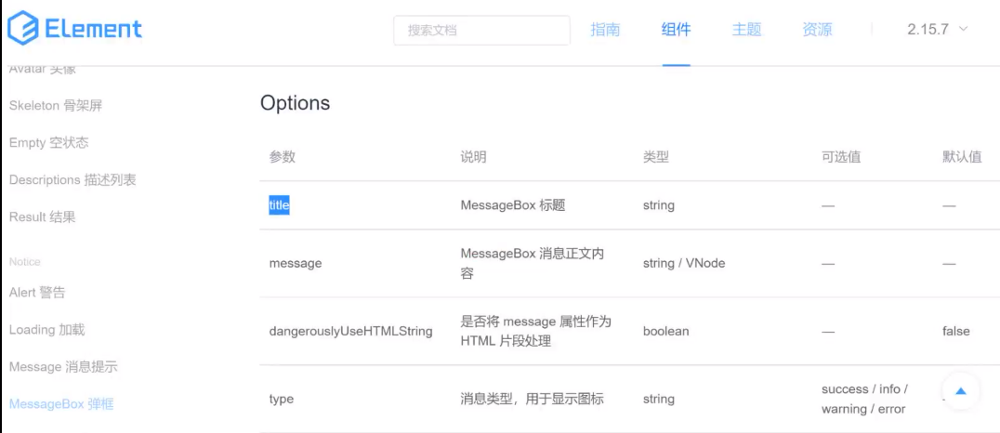 Element
搜索文档
指南
组件
主题
资源
2.15.7
Avatar 头像
Skeleton 骨架屏
Empty 空状态
Descriptions 描述列表
Result 结果
Notice
Alert 警告
Loading 加载
Message 消息提示
MessageBox 弹框
Options
参数 说明 类型 可选值 默认值
title MessageBox 标题 string — —
message MessageBox 消息正文内
容 string / VNode — —
dangerouslyUseHTMLString 是否将 message 属性作为
HTML 片段处理 boolean — false
type 消息类型，用于显示图标 string success / info /
warning / error